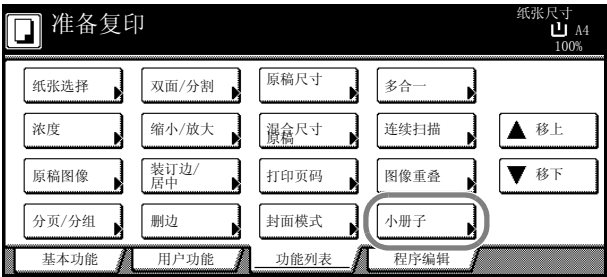 准备复印
纸张尺寸
A4
100%
纸张选择
双面/分割
原稿尺寸
多合一
浓度
缩小/放大
混合尺寸
原稿
连续扫描
移上
原稿图像
装订边/
居中
打印页码
图像重叠
移下
分页/分组
删边
封面模式
小册子
基本功能
用户功能
功能列表
程序编辑